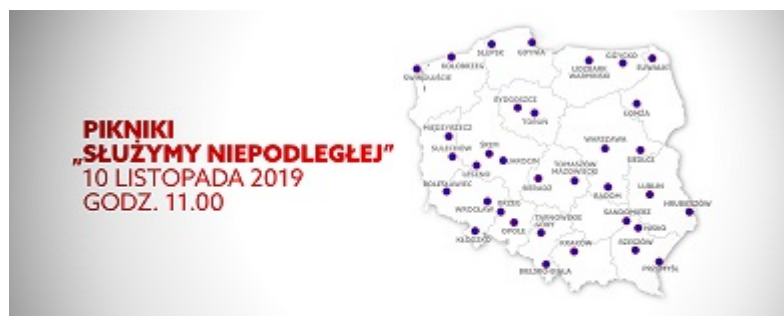 PIKNIKI
„SŁUŻYMY NIEPODLEGŁEJ”
10 LISTOPADA 2019
GODZ. 11.00
SŁUPSK
GDYNIA
KOŁOBRZEG
GIŻYCKO
ŚWINOUJŚCIE
LIDZBARK
WARMIŃSKI
SUWAŁKI
BYDGOSZCZ
TORUŃ
ŁOMŻA
MIĘDZYRZECZ
SULECHÓW
ŚREM
JAROCIN
WARSZAWA
SIEDLCE
LESZNO
TOMASZÓW
MAZOWIECKI
BOLESŁAWIEC
SIERADZ
RADOM
LUBLIN
WROCŁAW
BRZEG
HRUBIESZÓW
SANDOMIERZ
NISKO
KŁODZKO
OPOLE
TARNOWSKIE
GÓRY
KRAKÓW
RZESZÓW
BIELSKO-BIAŁA
PRZEMYŚL